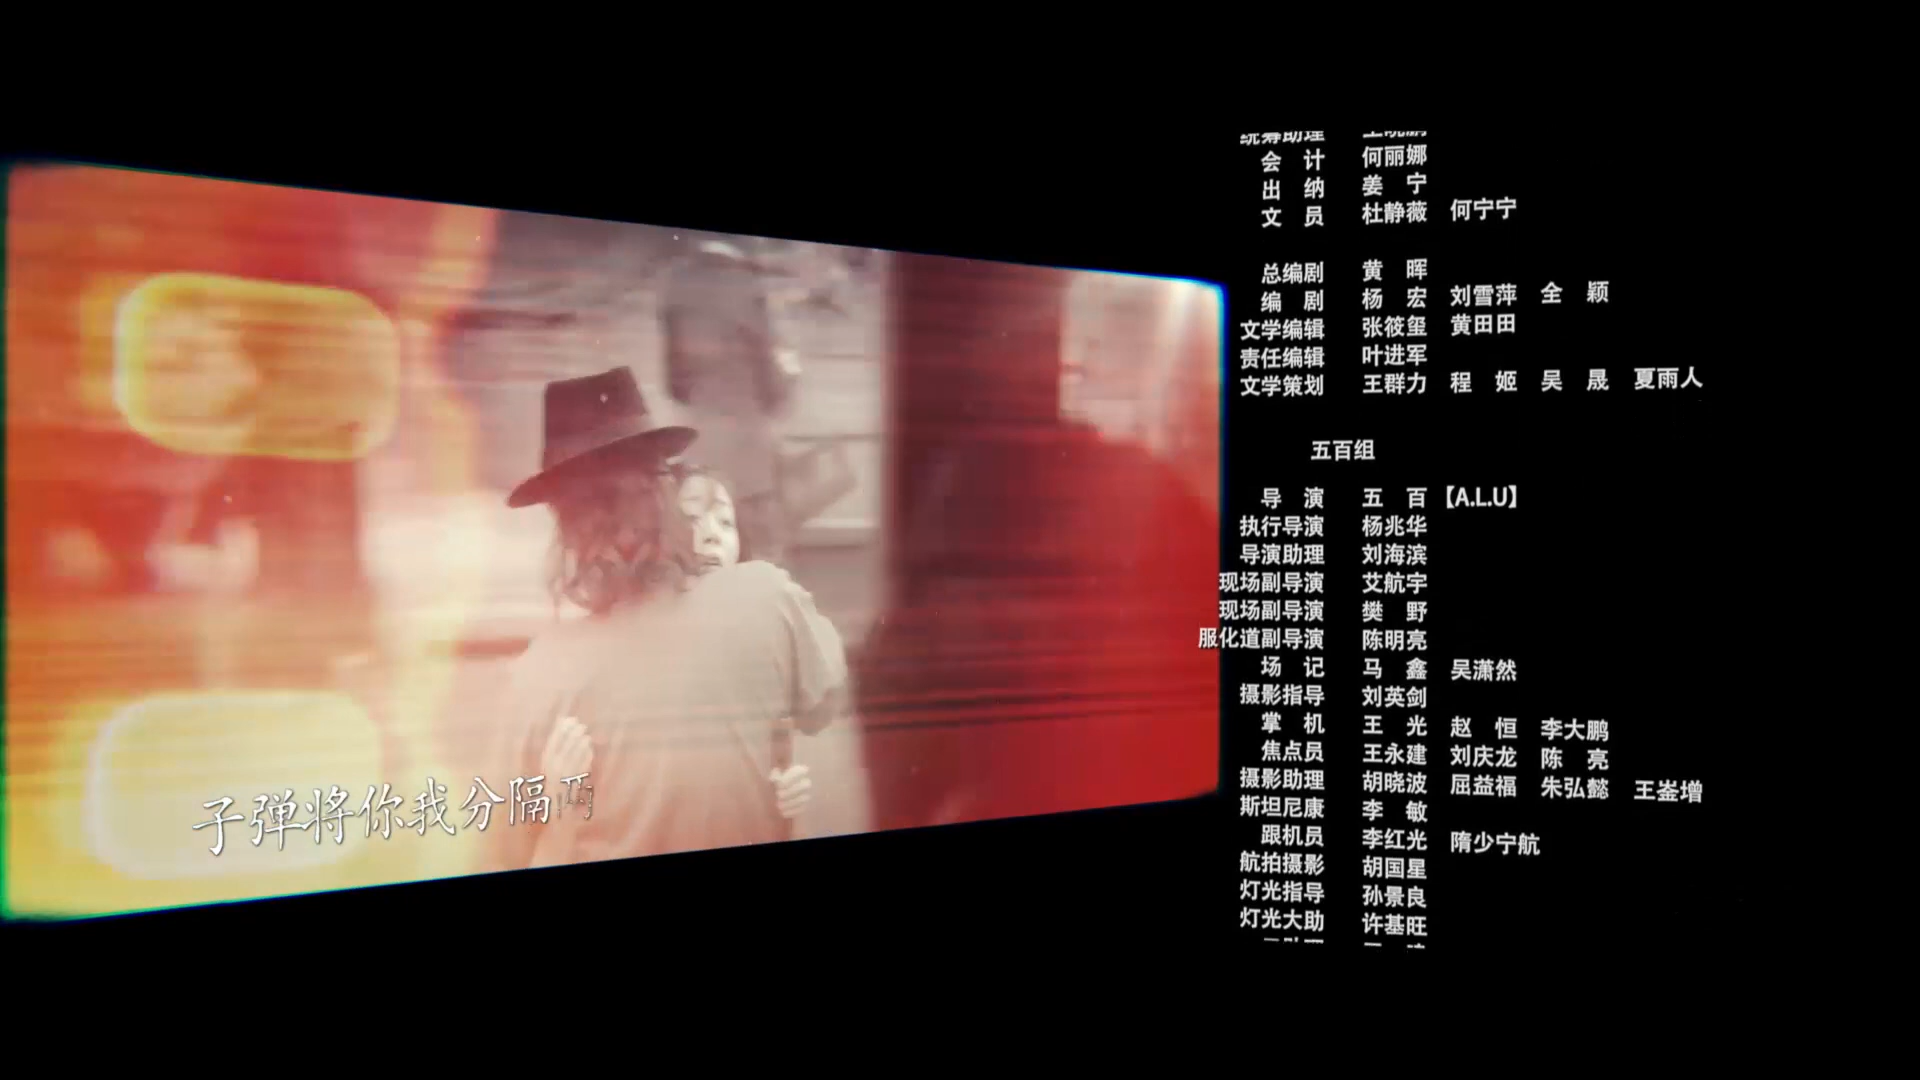 子弹将你我分隔两
统筹助理
会 计 何丽娜
出 纳 姜 宁
文 员 杜静薇 何宁宁
总编剧 黄 晖
编 剧 杨 宏 刘雪萍 全 颖
文学编辑 张筱玺 黄田田
责任编辑 叶进军
文学策划 王群力 程 姬 吴 晟 夏雨人
五百组
导 演 五 百【A.L.U】
执行导演 杨兆华
导演助理 刘海滨
现场副导演 艾航宇
现场副导演 樊 野
服化道副导演 陈明亮
场 记 马 鑫 吴潇然
摄影指导 刘英剑
掌 机 王 光 赵 恒 李大鹏
焦点员 王永建 刘庆龙 陈 亮
摄影助理 胡晓波 屈益福 朱弘懿 王崟增
斯坦尼康 李 敏
跟机员 李红光 隋少宁航
航拍摄影 胡国星
灯光指导 孙景良
灯光大助 许基旺